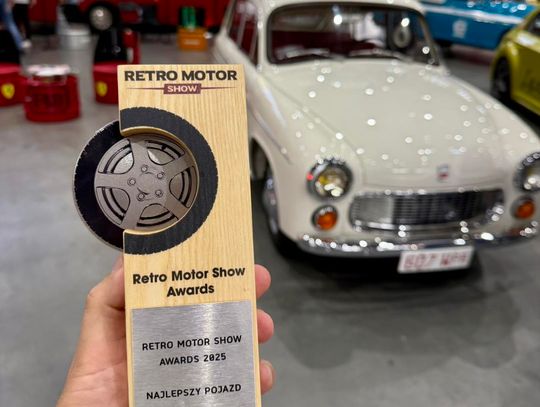 RETRO MOTOR
SHOW
Retro Motor Show
Awards
RETRO MOTOR SHOW
AWARDS 2025
NAJLEPSZY POJAZD